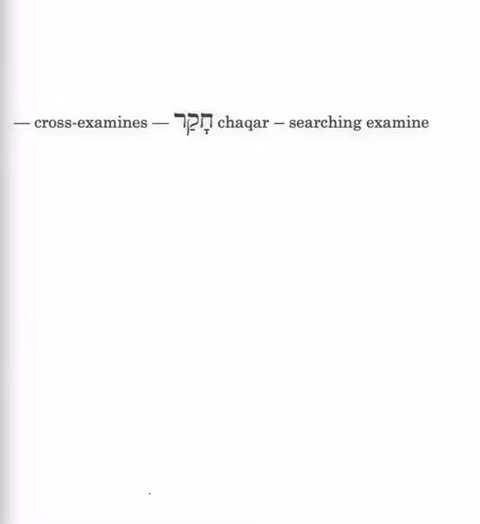 — cross-examines — חָקַר chaqar – searching examine